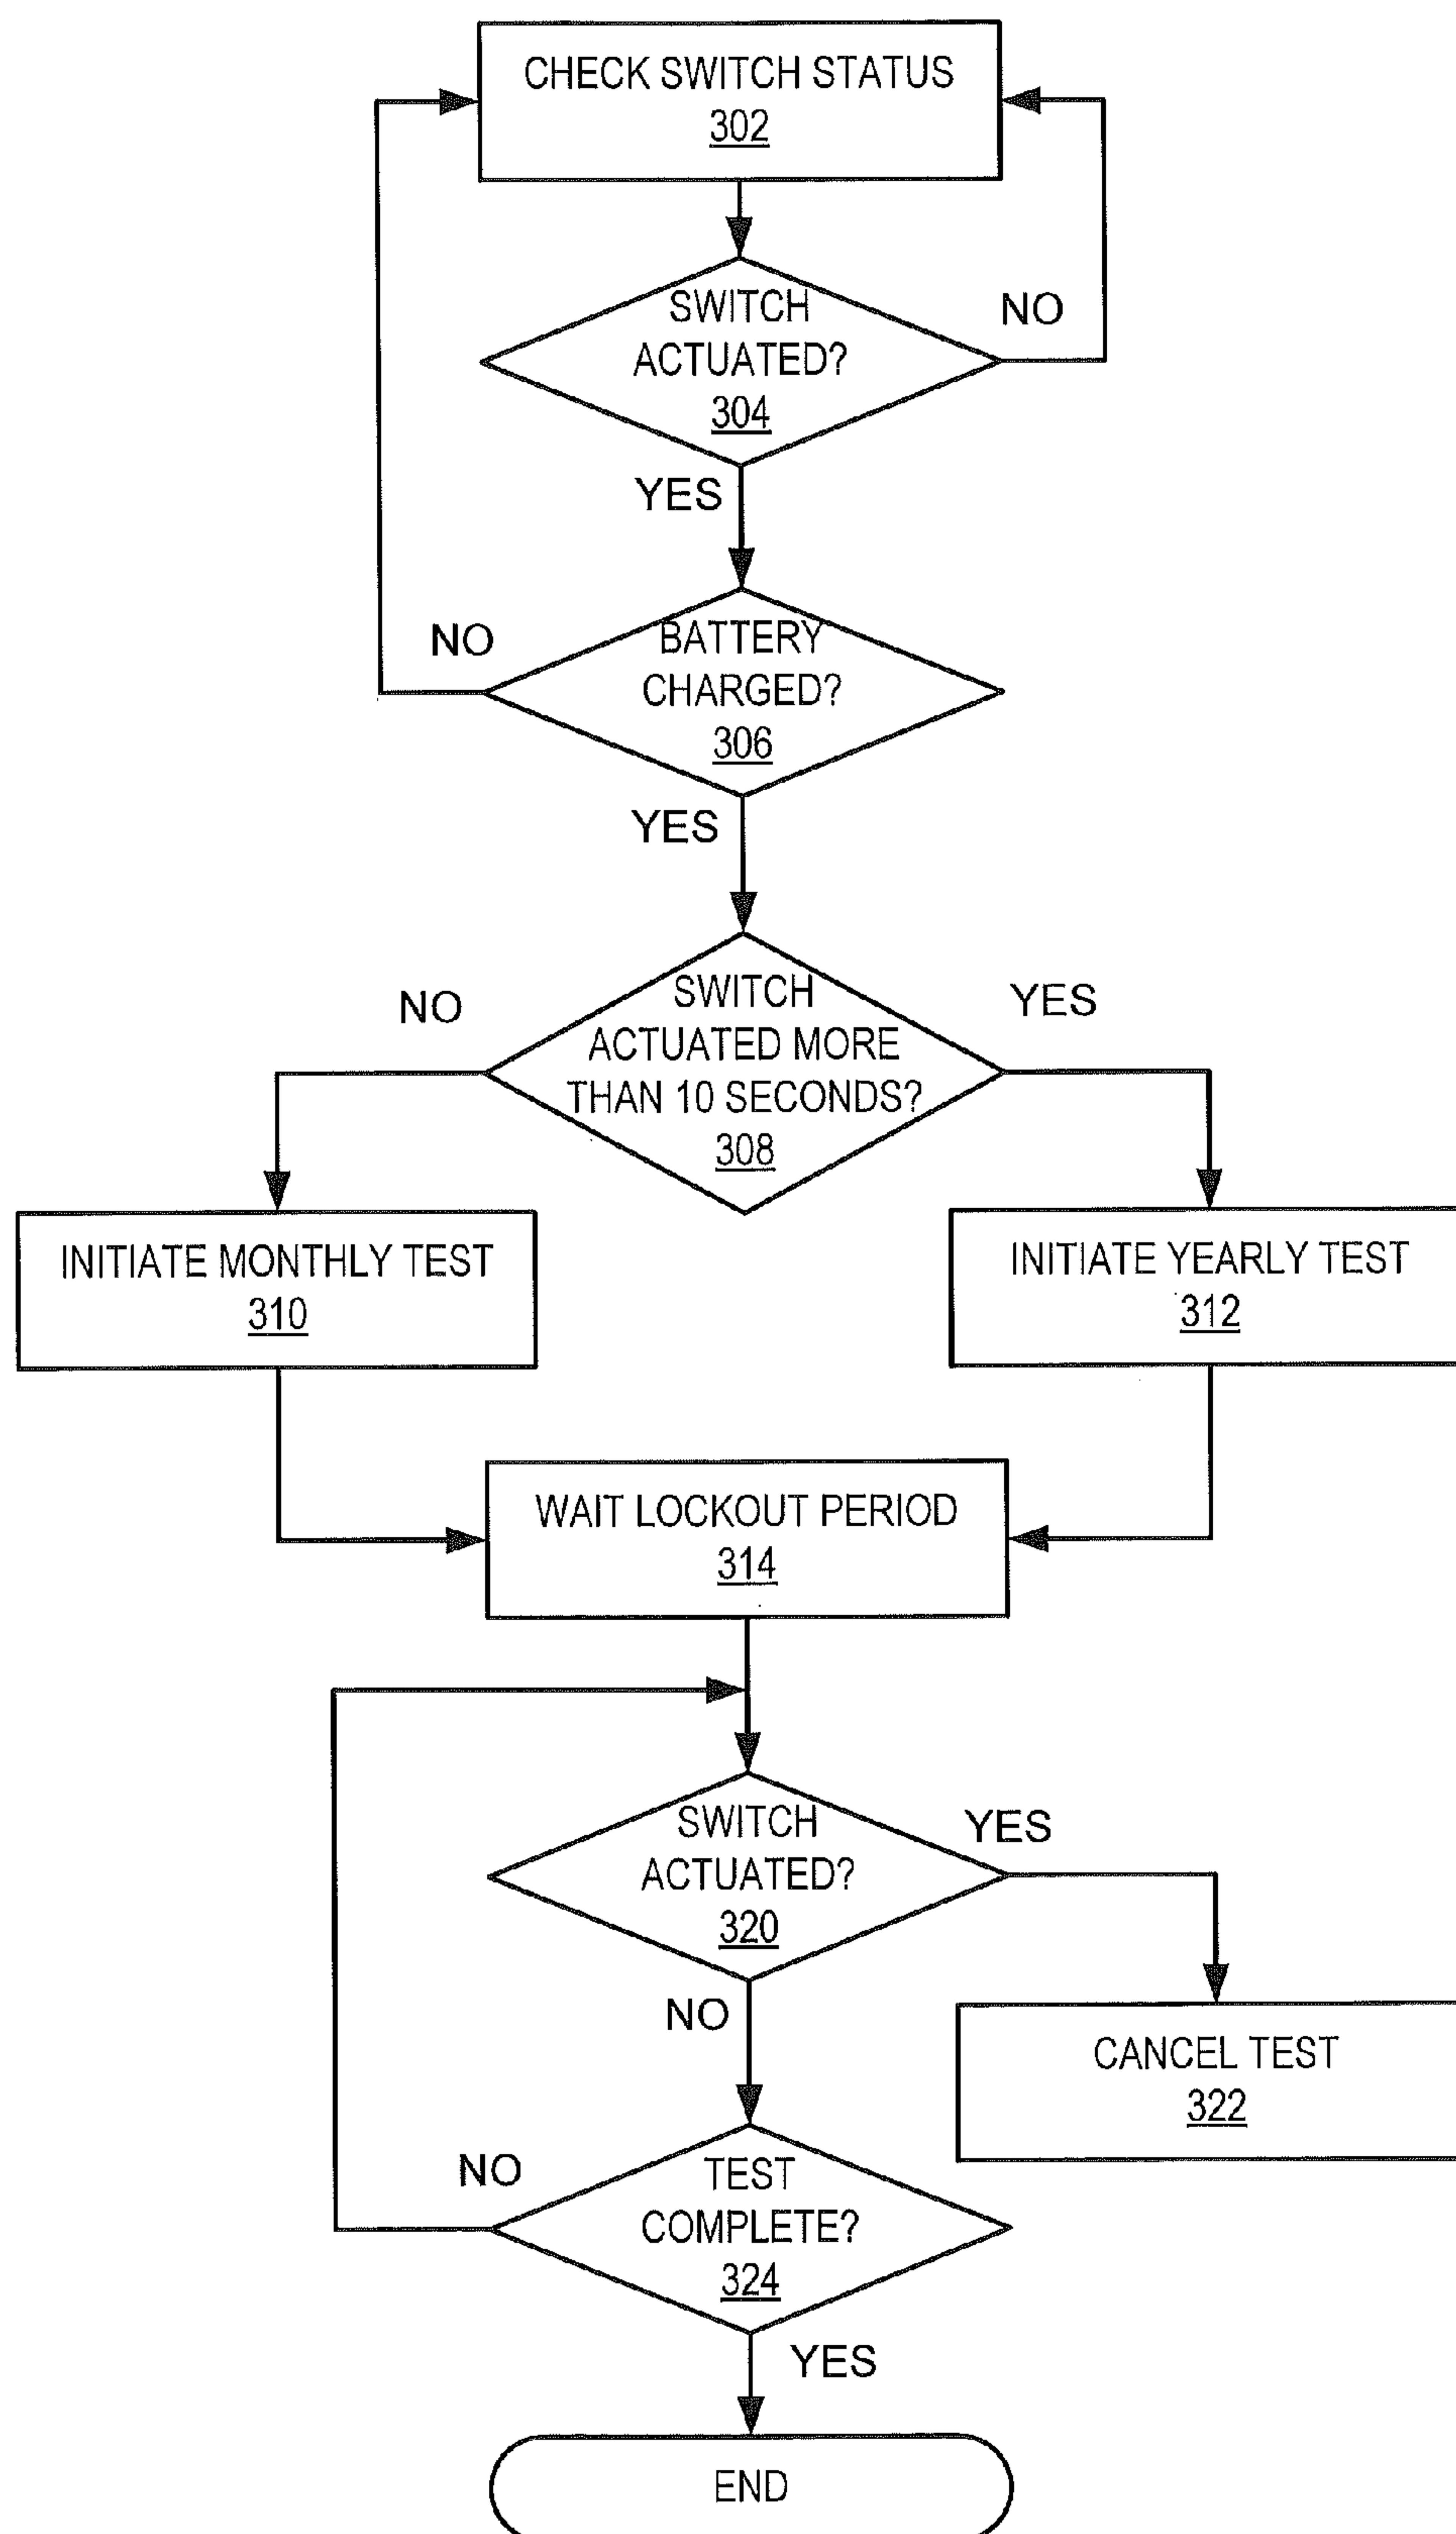 CHECK SWITCH STATUS
302
SWITCH
ACTUATED?
304
NO
YES
BATTERY
CHARGED?
306
NO
YES
SWITCH
ACTUATED MORE
THAN 10 SECONDS?
308
NO
YES
INITIATE MONTHLY TEST
310
INITIATE YEARLY TEST
312
WAIT LOCKOUT PERIOD
314
SWITCH
ACTUATED?
320
YES
NO
CANCEL TEST
322
TEST
COMPLETE?
324
NO
YES
END